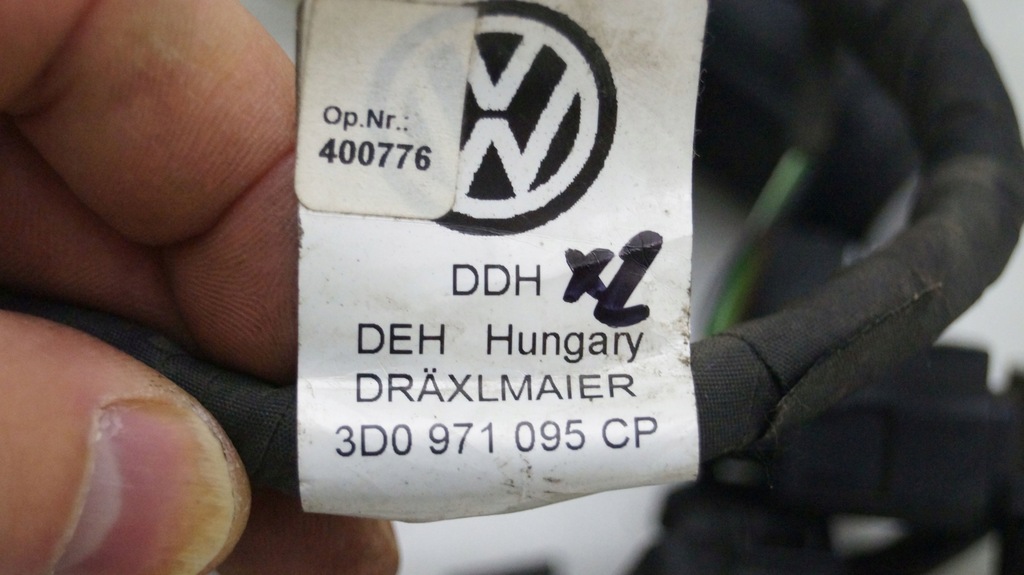 Op.Nr.:
400776
DDH
DEH Hungary
DRÄXLMAIER
3D0 971 095 CP